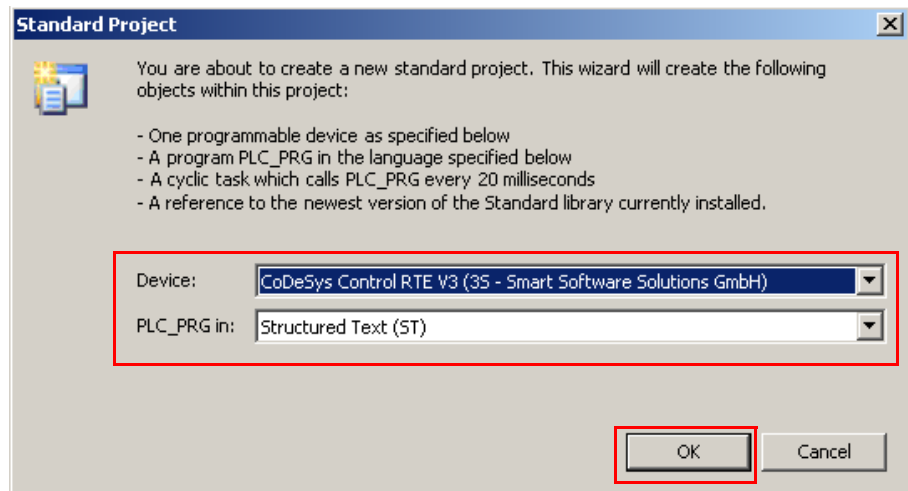 Standard Project
You are about to create a new standard project. This wizard will create the following
objects within this project:
- One programmable device as specified below
- A program PLC_PRG in the language specified below
- A cyclic task which calls PLC_PRG every 20 milliseconds
- A reference to the newest version of the Standard library currently installed.
Device: CoDeSys Control RTE V3 (3S - Smart Software Solutions GmbH)
PLC_PRG in: Structured Text (ST)
OK Cancel